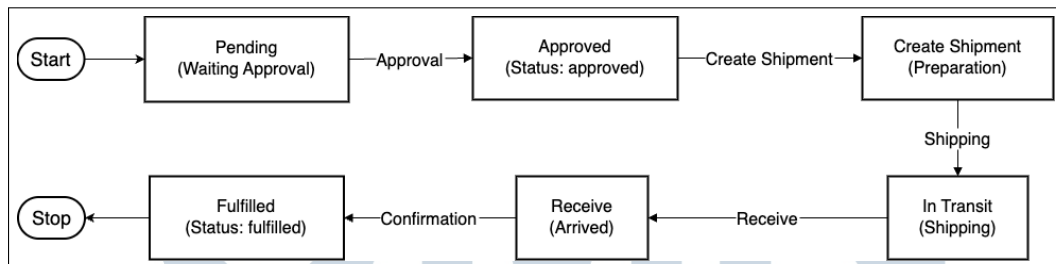 Start
Pending
(Waiting Approval)
Approval
Approved
(Status: approved)
Create Shipment
Create Shipment
(Preparation)
Shipping
In Transit
(Shipping)
Receive
Receive
(Arrived)
Confirmation
Fulfilled
(Status: fulfilled)
Stop